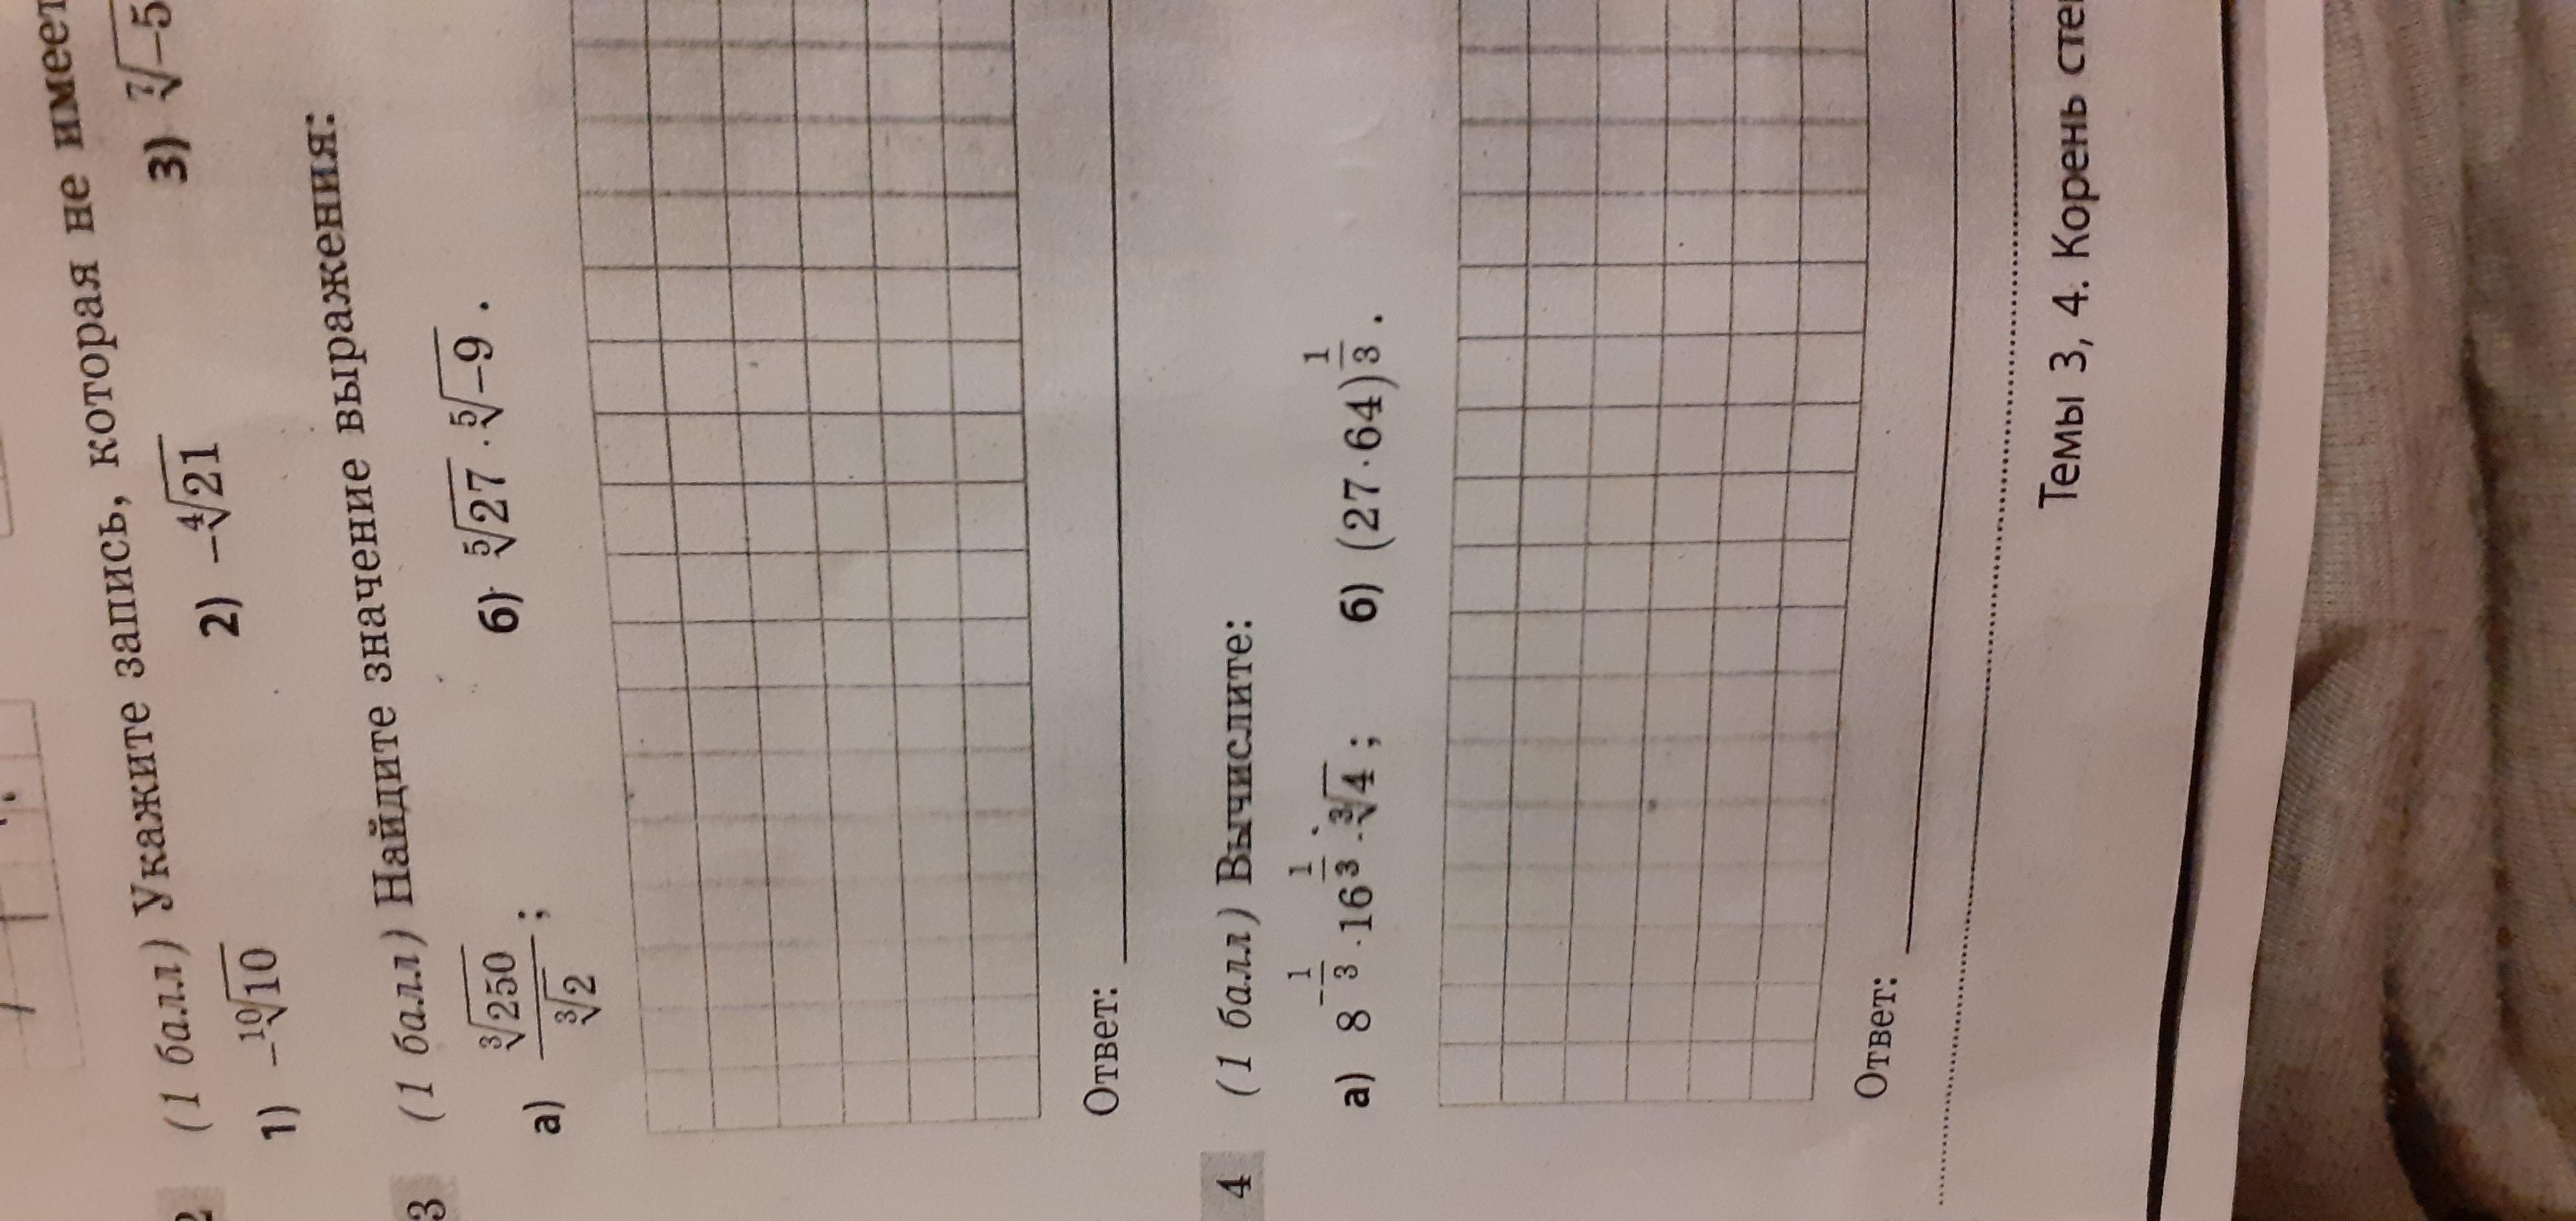 2 (1 балл) Укажите запись, которая не имеет
1) −¹⁰√10 2) −⁴√21 3) ⁷√−5
3 (1 балл) Найдите значение выражения:
а) ³√250 / ³√2 ; б) ⁵√27 · ⁵√−9 .
Ответ:
4 (1 балл) Вычислите:
а) 8^(−1/3) · 16^(1/3) · ³√4 ; б) (27 · 64)^(1/3) .
Ответ:
Темы 3, 4. Корень сте